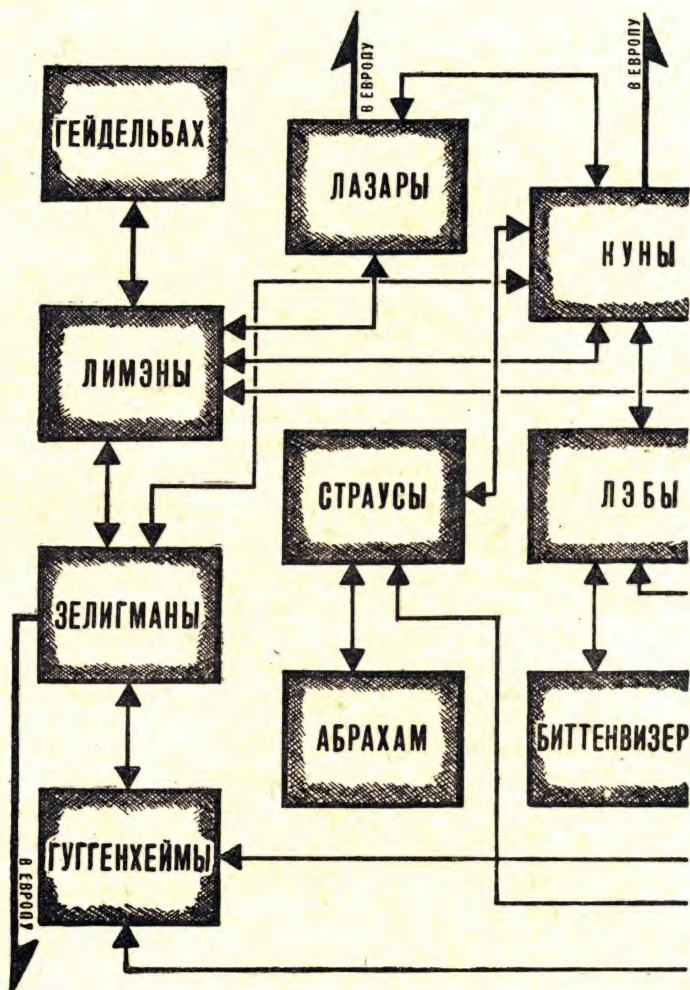 В ЕВРОПУ
В ЕВРОПУ
ГЕЙДЕЛЬБАХ
ЛАЗАРЫ
КУНЫ
ЛИМЭНЫ
СТРАУСЫ
ЛЭБЫ
ЗЕЛИГМАНЫ
АБРАХАМ
БИТТЕНВИЗЕР
ГУГГЕНХЕЙМЫ
В ЕВРОПУ